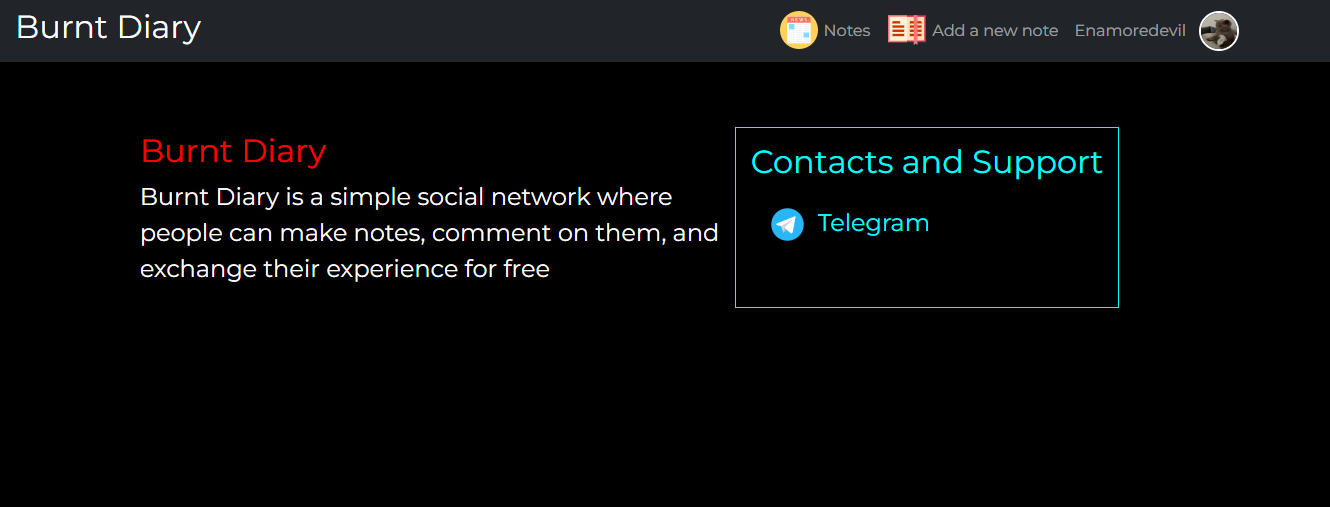 Burnt Diary
Notes
Add a new note
Enamoredevil
Burnt Diary
Burnt Diary is a simple social network where
people can make notes, comment on them, and
exchange their experience for free
Contacts and Support
Telegram